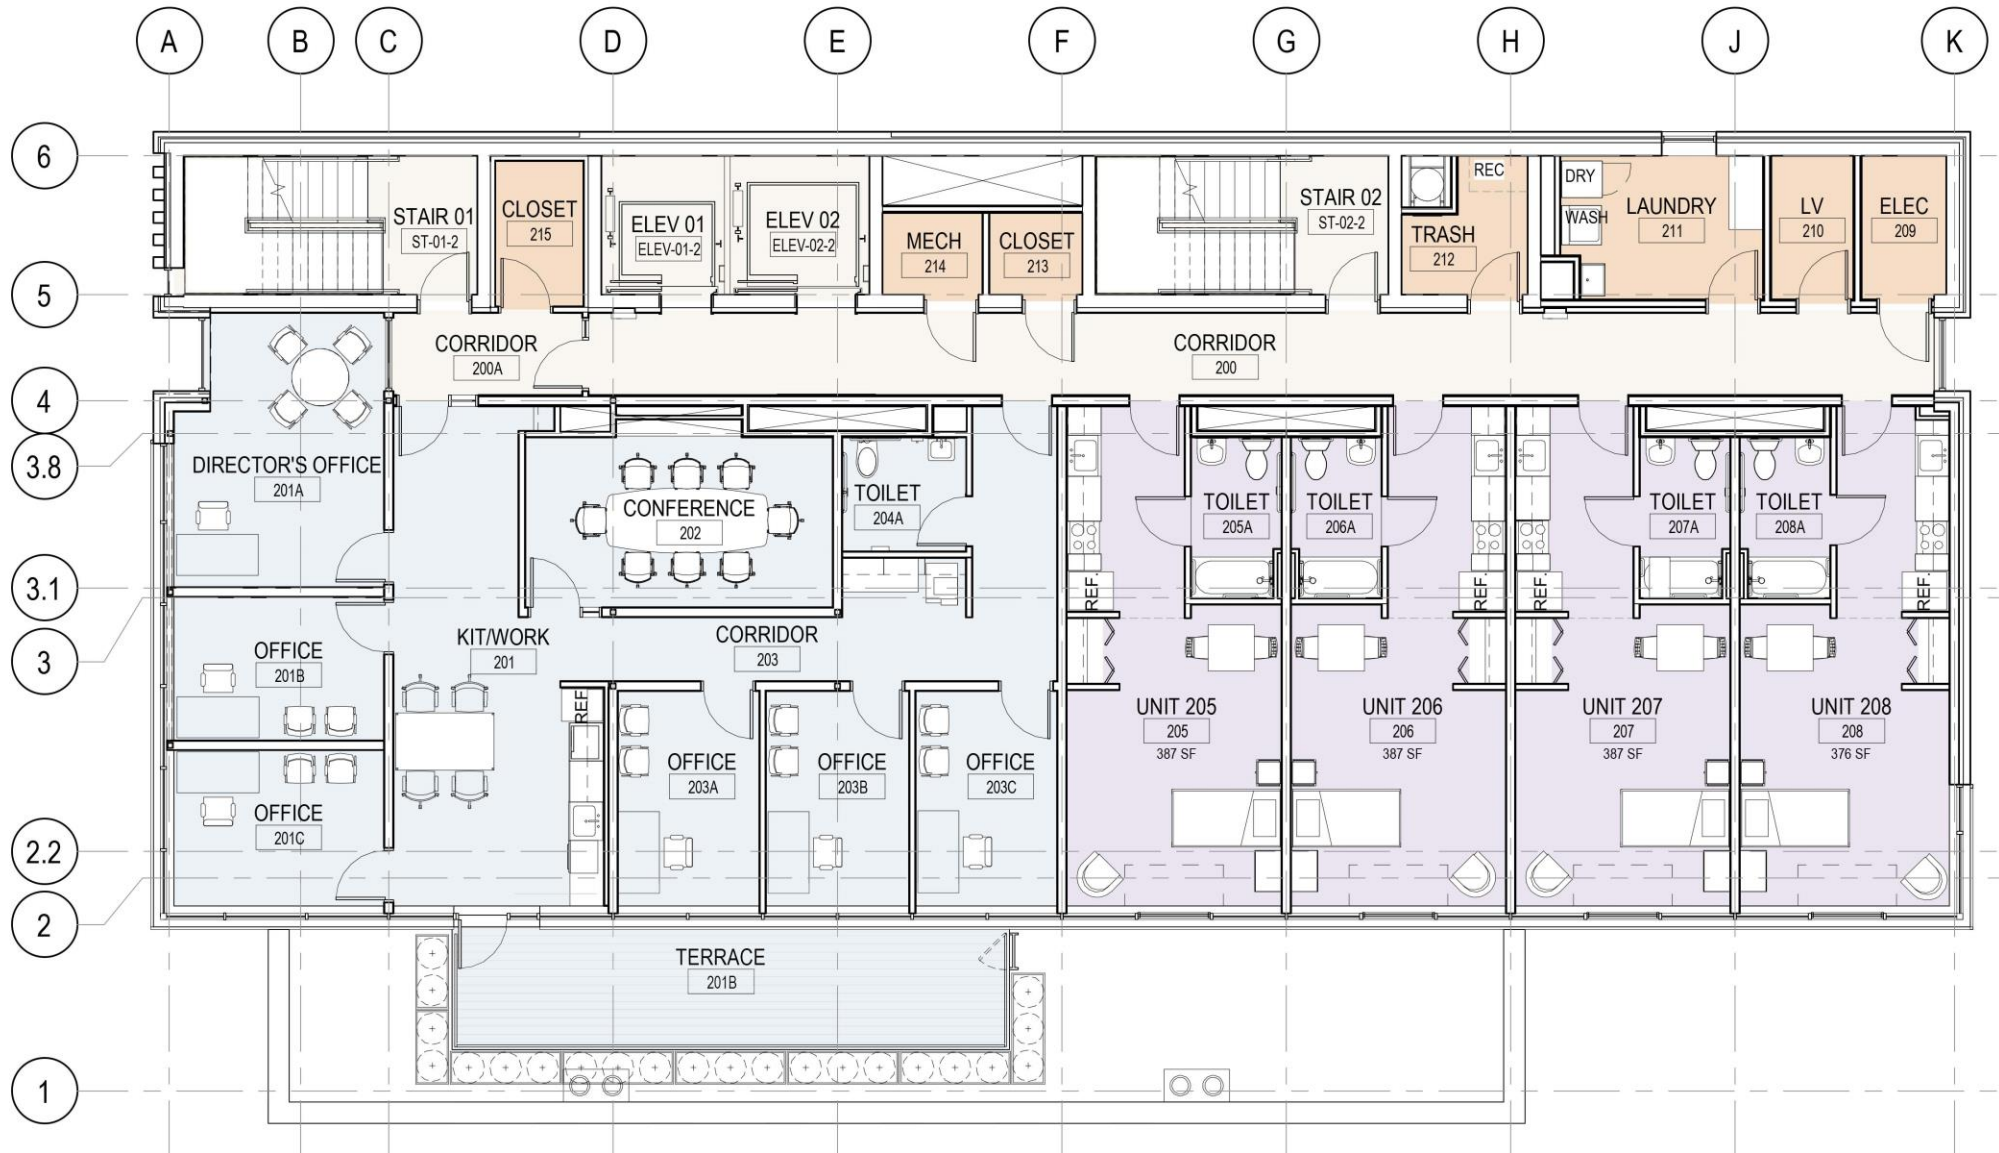 A
B
C
D
E
F
G
H
J
K
6
5
4
3.8
3.1
3
2.2
2
1
STAIR 01
ST-01-2
CLOSET
215
ELEV 01
ELEV-01-2
ELEV 02
ELEV-02-2
MECH
214
CLOSET
213
STAIR 02
ST-02-2
REC
TRASH
212
DRY
WASH
LAUNDRY
211
LV
210
ELEC
209
CORRIDOR
200A
CORRIDOR
200
DIRECTOR'S OFFICE
201A
CONFERENCE
202
TOILET
204A
TOILET
205A
TOILET
206A
TOILET
207A
TOILET
208A
REF.
REF.
REF.
REF.
OFFICE
201B
KIT/WORK
201
CORRIDOR
203
REF
UNIT 205
205
387 SF
UNIT 206
206
387 SF
UNIT 207
207
387 SF
UNIT 208
208
376 SF
OFFICE
201C
OFFICE
203A
OFFICE
203B
OFFICE
203C
TERRACE
201B